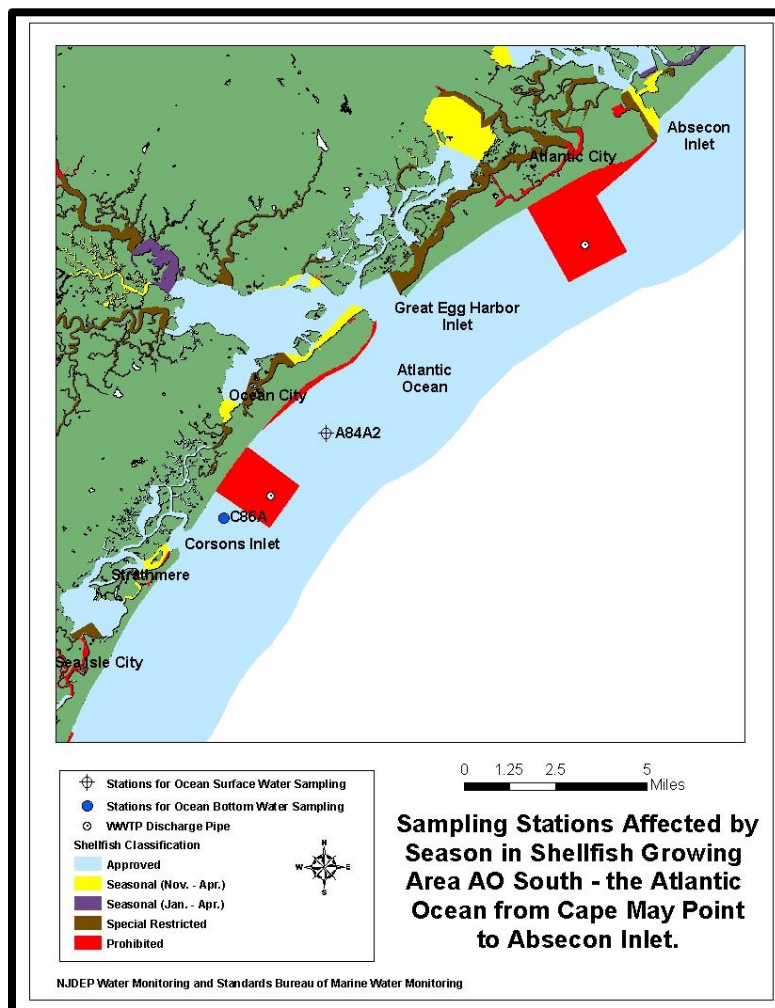 Absecon
Inlet
Atlantic City
Great Egg Harbor
Inlet
Atlantic
Ocean
Ocean City
A84A2
C86A
Corsons Inlet
Strathmere
Sea Isle City
Stations for Ocean Surface Water Sampling
Stations for Ocean Bottom Water Sampling
WWTP Discharge Pipe
Shellfish Classification
Approved
Seasonal (Nov. - Apr.)
Seasonal (Jan. - Apr.)
Special Restricted
Prohibited
N
W E
S
0 1.25 2.5 5
Miles
Sampling Stations Affected by
Season in Shellfish Growing
Area AO South - the Atlantic
Ocean from Cape May Point
to Absecon Inlet.
NJDEP Water Monitoring and Standards Bureau of Marine Water Monitoring